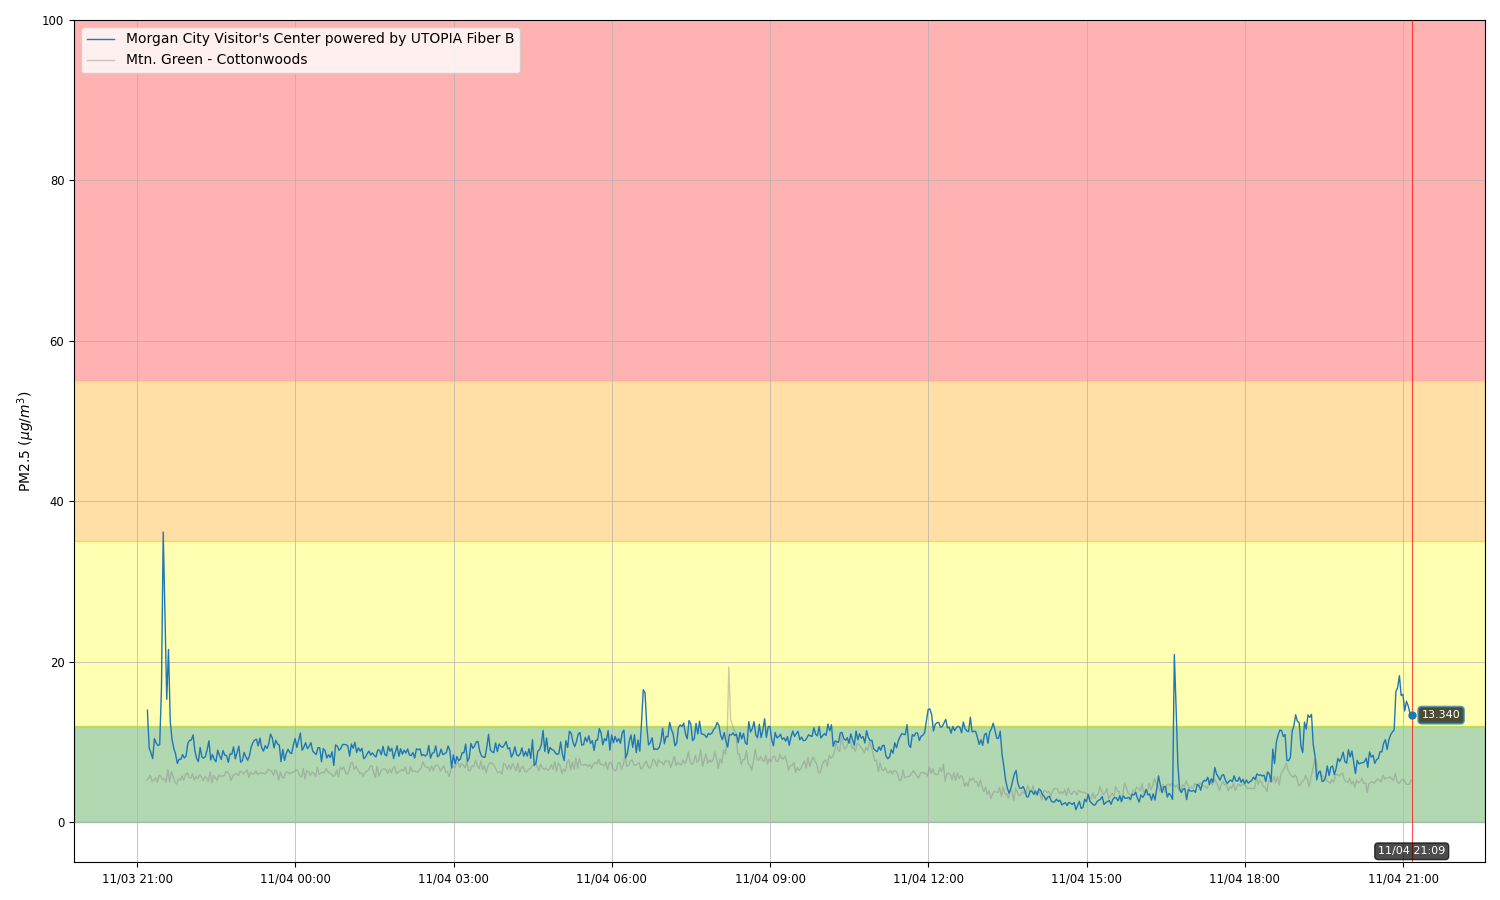 100
Morgan City Visitor's Center powered by UTOPIA Fiber B
Mtn. Green - Cottonwoods
80
60
PM2.5 (μg/m³)
40
20
13.340
0
11/04 21:09
11/03 21:00 11/04 00:00 11/04 03:00 11/04 06:00 11/04 09:00 11/04 12:00 11/04 15:00 11/04 18:00 11/04 21:00